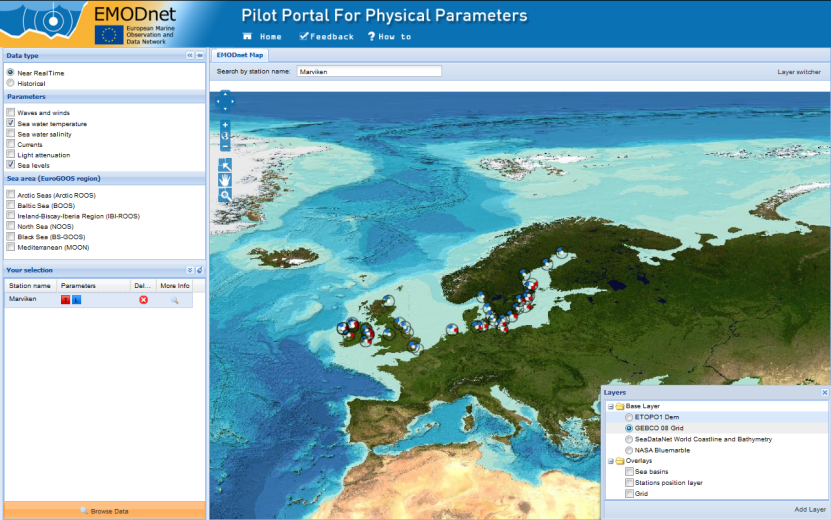 EMODnet
European Marine
Observation and
Data Network
Pilot Portal For Physical Parameters
Home Feedback ? How to
Data type
Near RealTime
Historical
Parameters
Waves and winds
Sea water temperature
Sea water salinity
Currents
Light attenuation
Sea levels
Sea area (EuroGOOS region)
Arctic Seas (Arctic ROOS)
Baltic Sea (BOOS)
Ireland-Biscay-Iberia Region (IBI-ROOS)
North Sea (NOOS)
Black Sea (BS-GOOS)
Mediterranean (MOON)
Your selection
Station name Parameters Del... More Info
Marviken
Browse Data
EMODnet Map
Search by station name: Marviken Layer switcher
Layers
Base Layer
ETOPO1 Dem
GEBCO 08 Grid
SeaDataNet World Coastline and Bathymetry
NASA Bluemarble
Overlays
Sea basins
Stations position layer
Grid
Add Layer